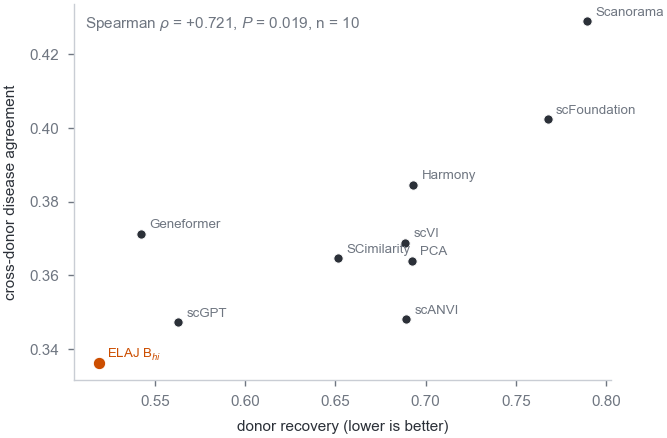 Spearman ρ = +0.721, P = 0.019, n = 10
Scanorama
0.42
scFoundation
0.40
Harmony
0.38
Geneformer
scVI
SCimilarity
PCA
0.36
scANVI
scGPT
0.34
ELAJ Bhi
cross-donor disease agreement
0.55 0.60 0.65 0.70 0.75 0.80
donor recovery (lower is better)